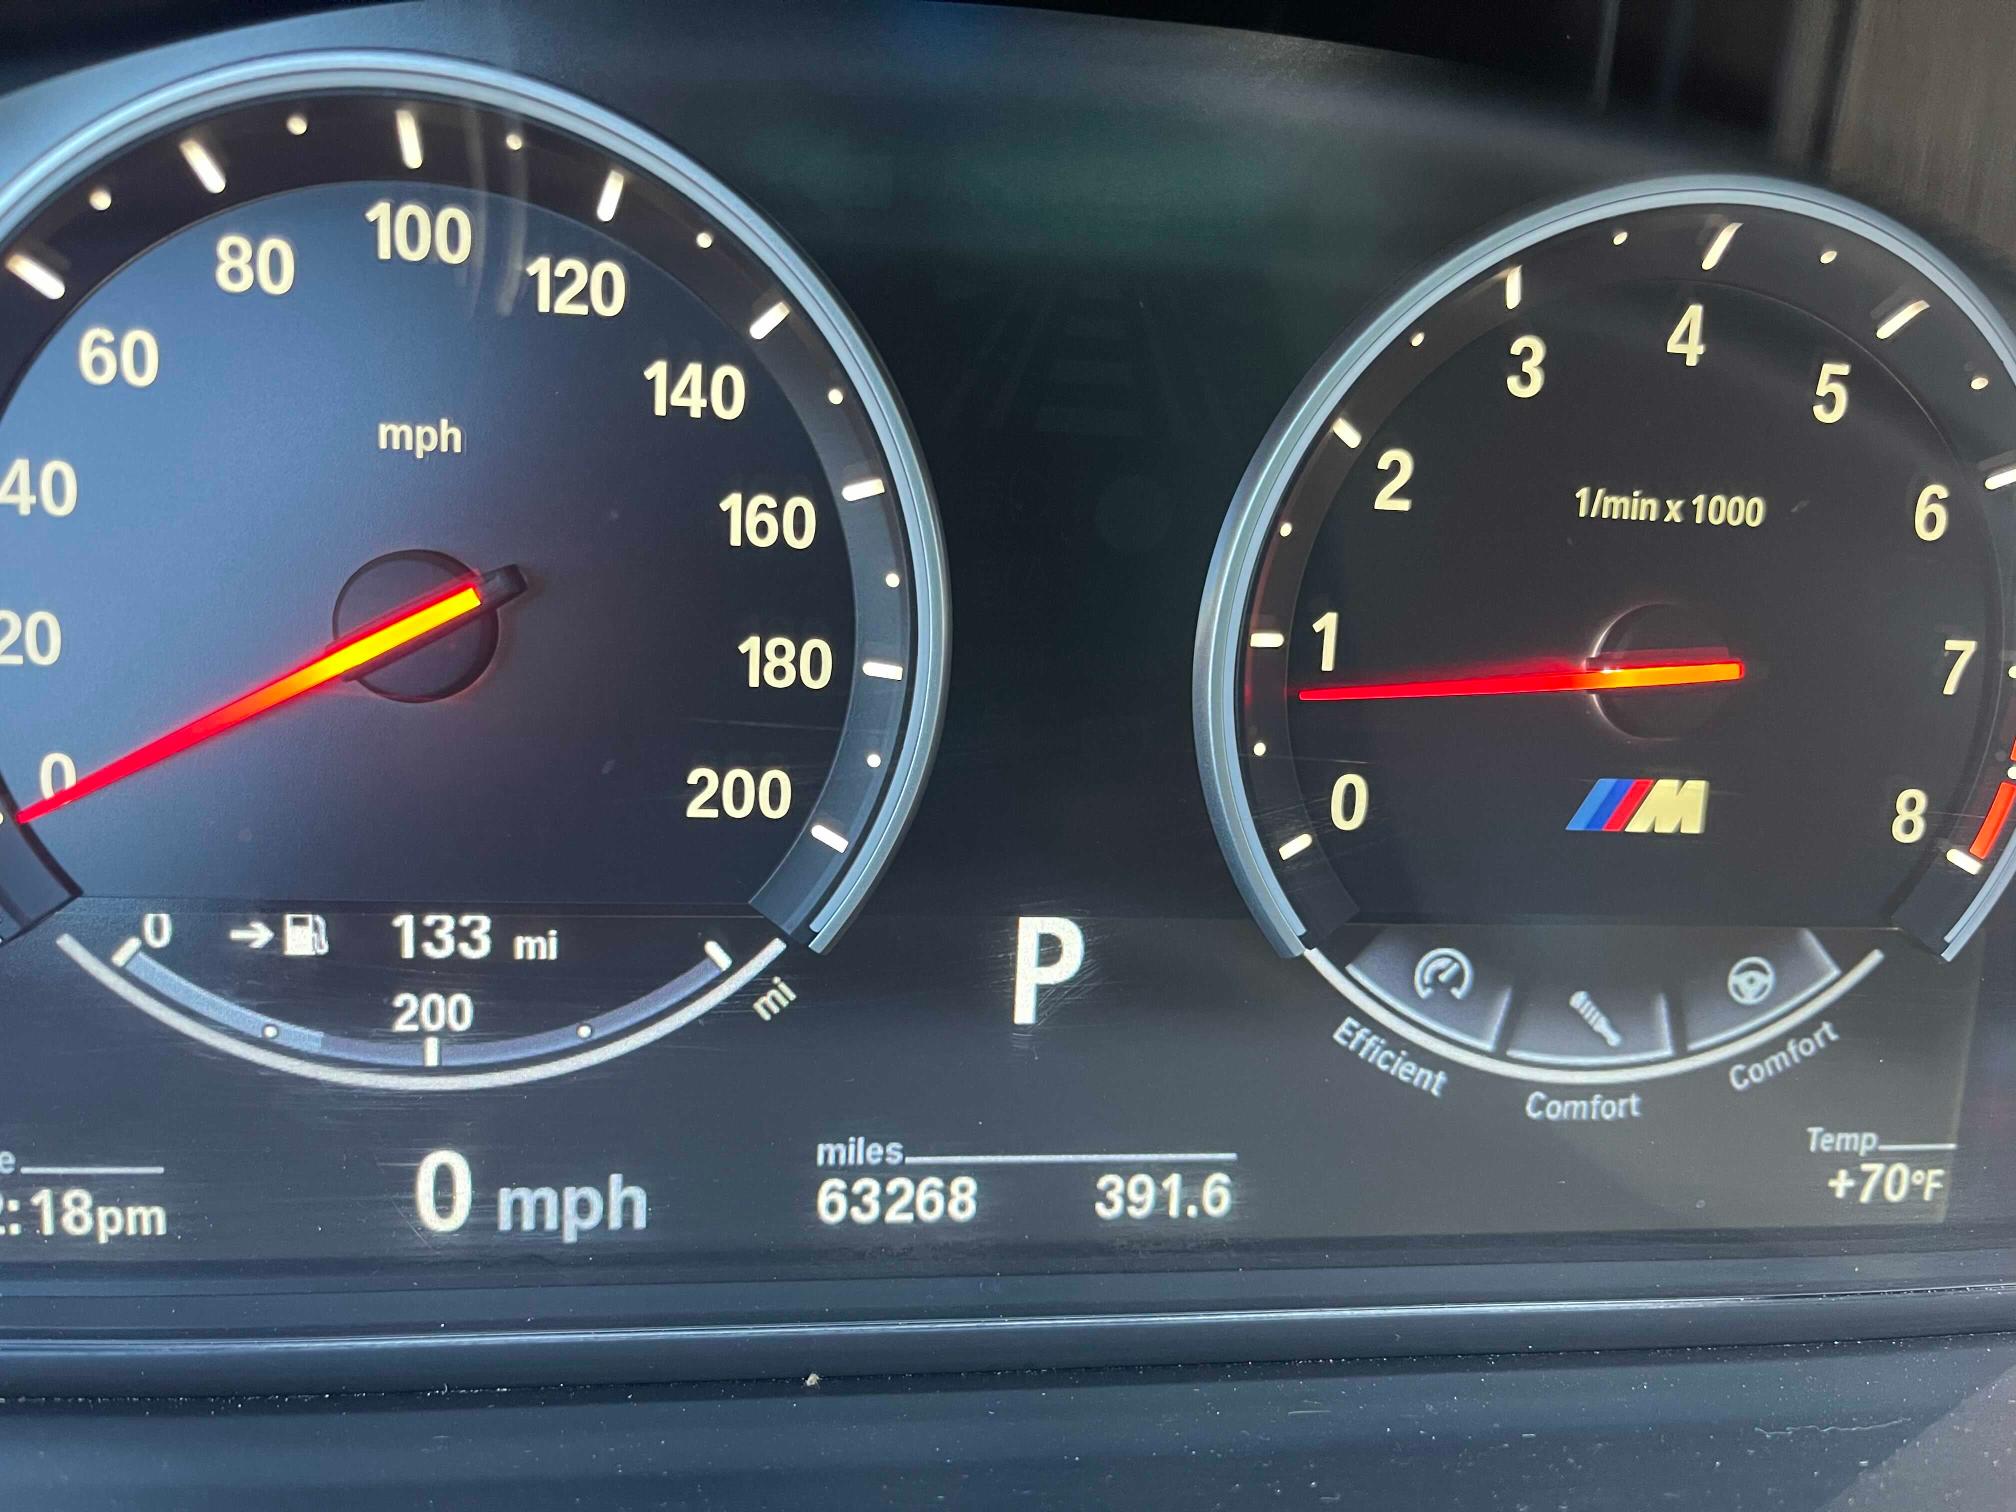 0
20
40
60
80
100
120
140
160
180
200
mph
0
1
2
3
4
5
6
7
8
1/min x 1000
M
0 133 mi
200
mi
P
Efficient
Comfort
Comfort
:18pm
0 mph
miles
63268 391.6
Temp
+70°F